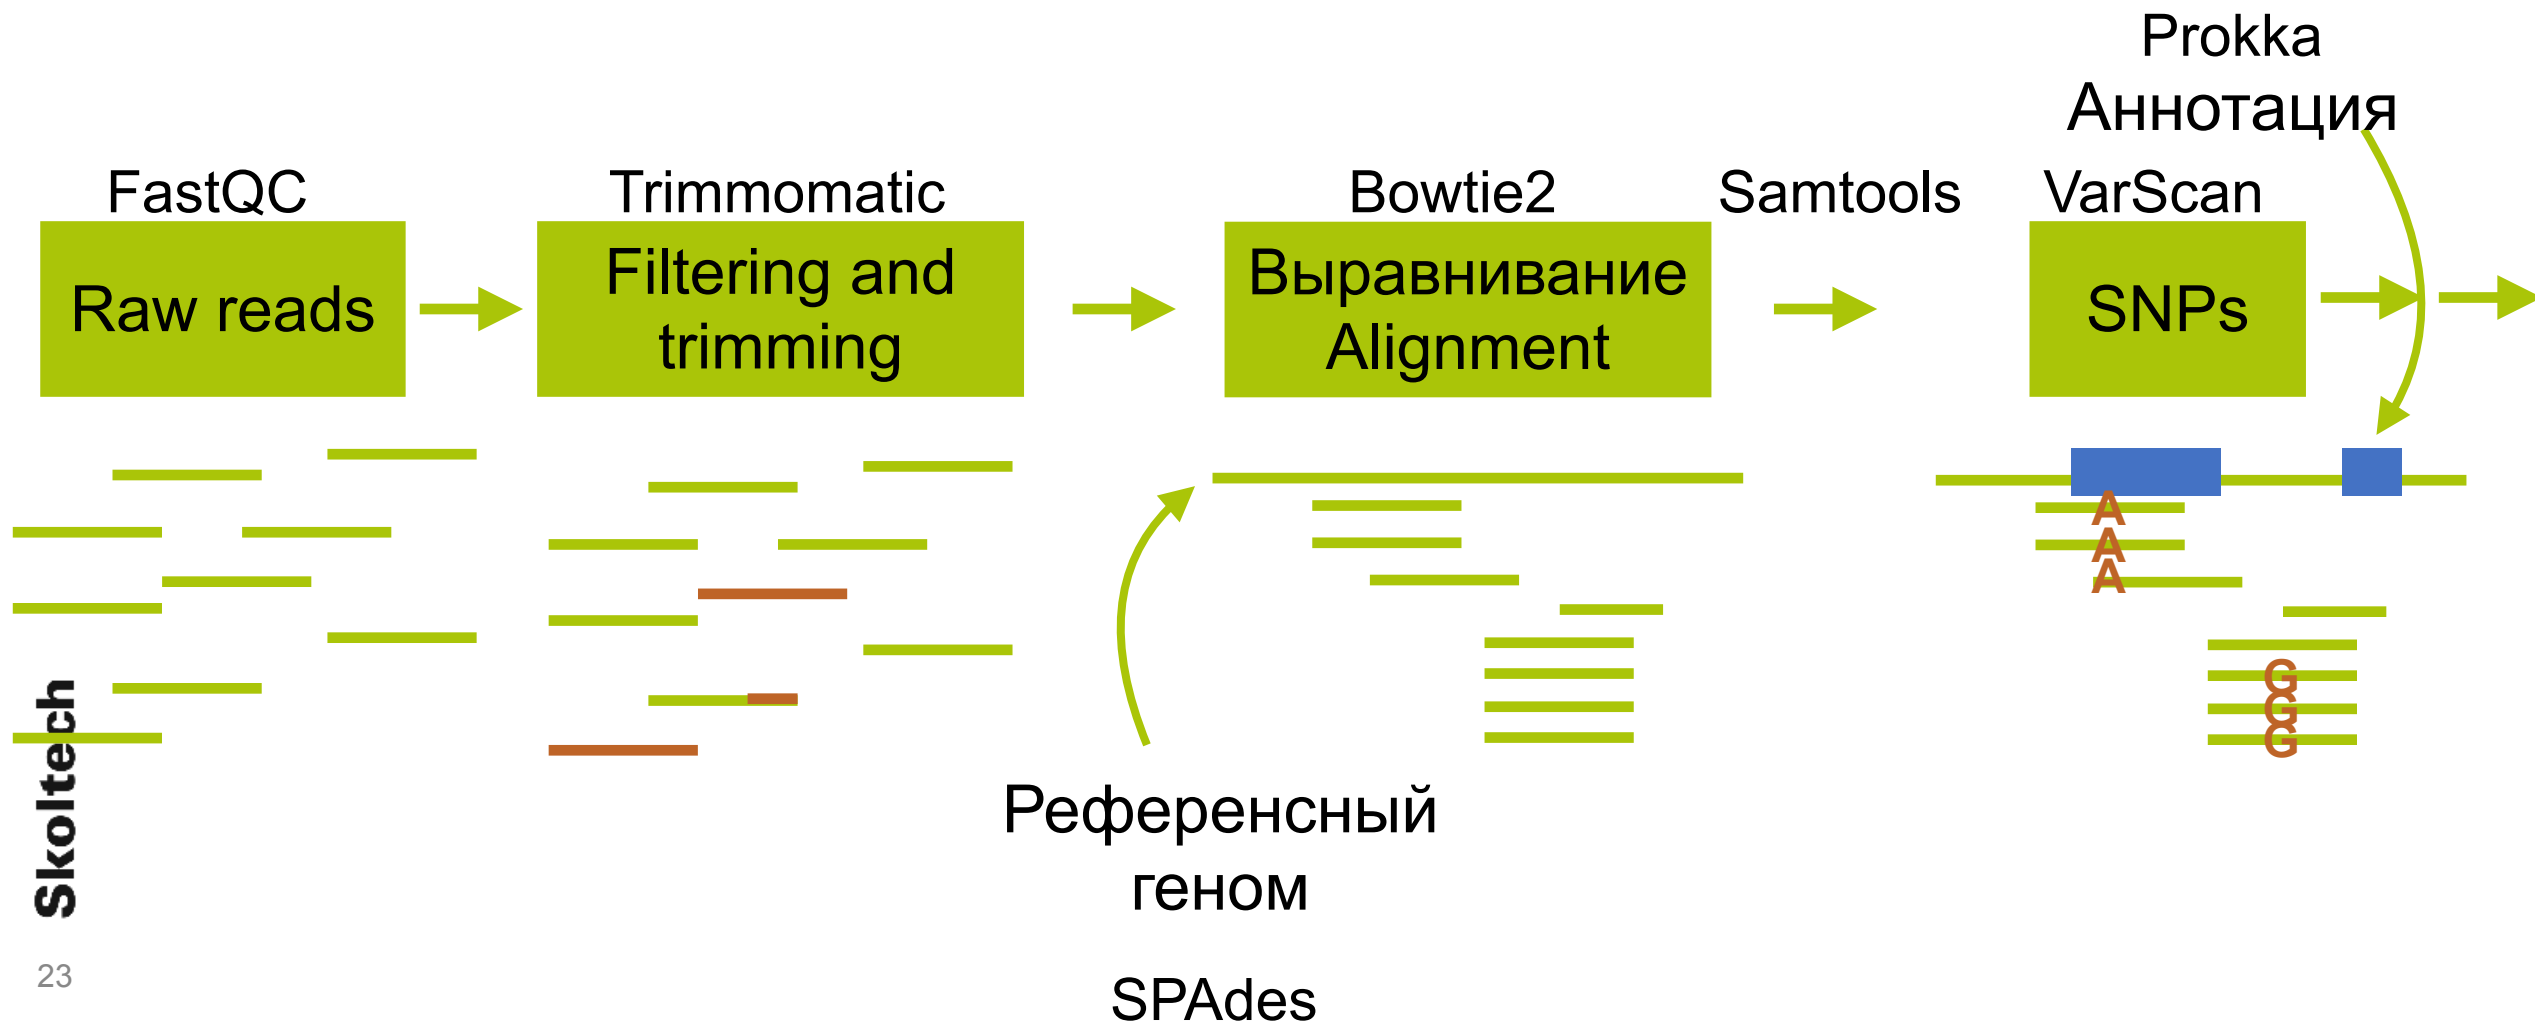 Prokka
Аннотация
FastQC
Trimmomatic
Bowtie2
Samtools
VarScan
Raw reads
Filtering and
trimming
Выравнивание
Alignment
SNPs
A
A
A
G
G
G
Референсный
геном
SPAdes
Skoltech
23